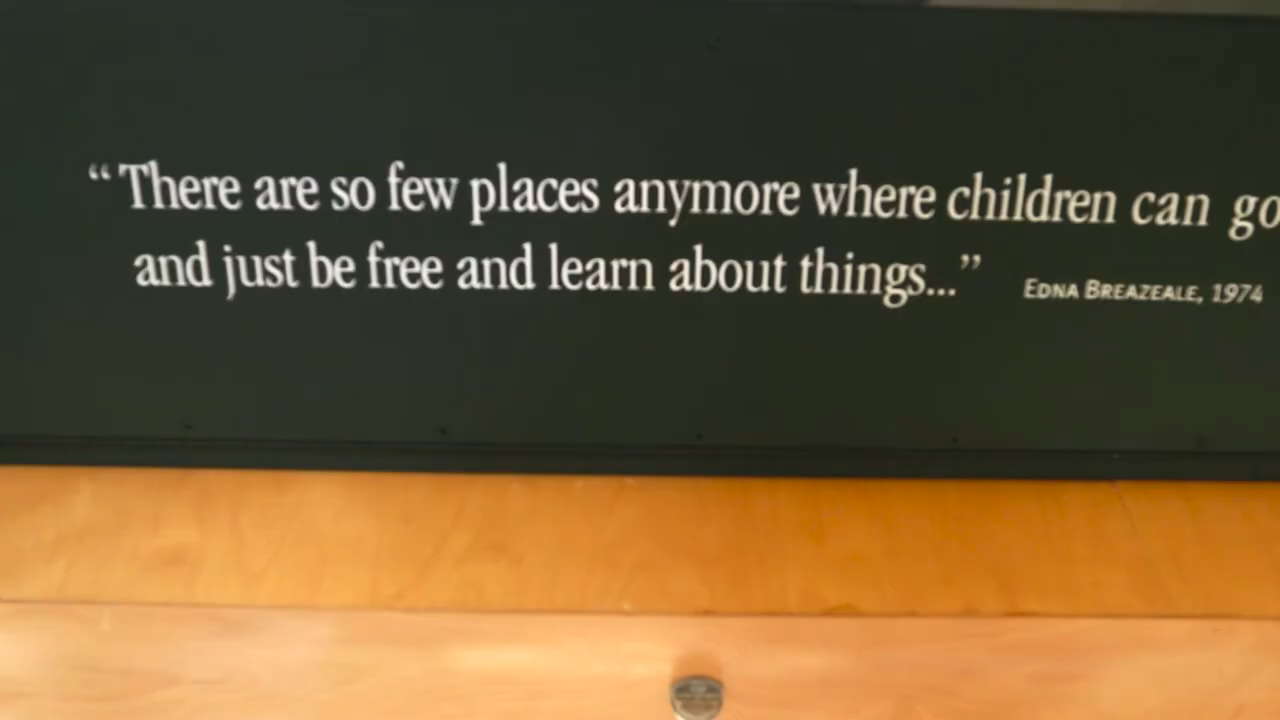 “There are so few places anymore where children can go
and just be free and learn about things...” EDNA BREAZEALE, 1974